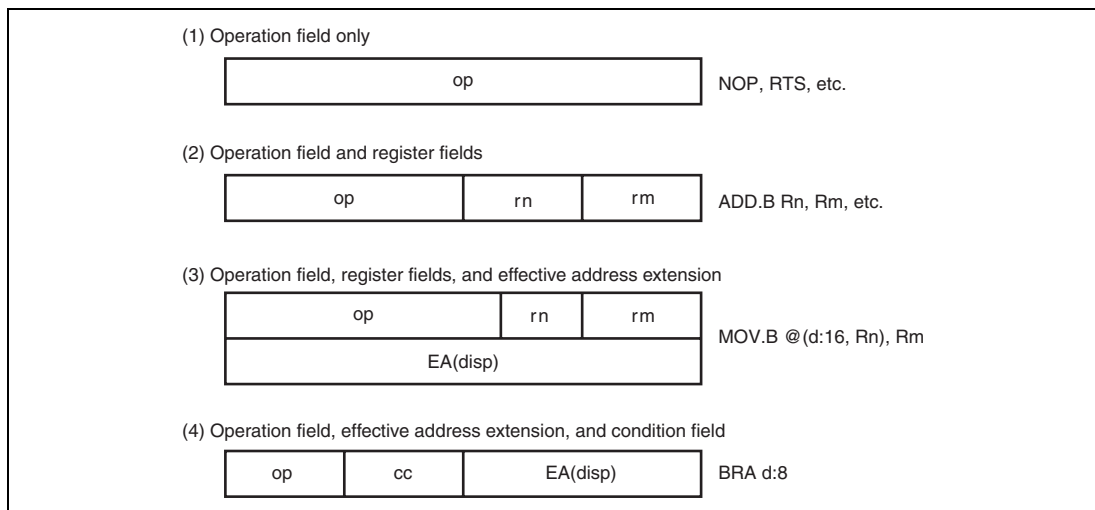 (1) Operation field only
op
NOP, RTS, etc.
(2) Operation field and register fields
op rn rm
ADD.B Rn, Rm, etc.
(3) Operation field, register fields, and effective address extension
op rn rm
EA(disp)
MOV.B @(d:16, Rn), Rm
(4) Operation field, effective address extension, and condition field
op cc EA(disp)
BRA d:8